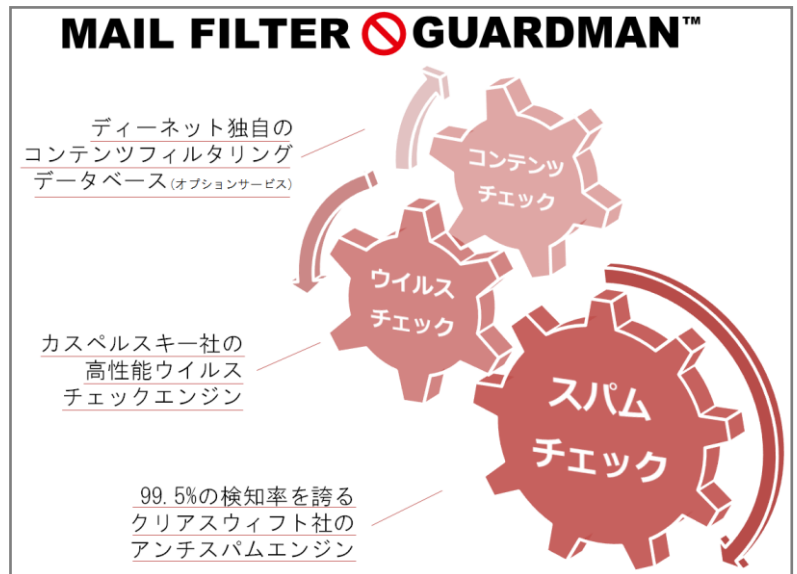 MAIL FILTER GUARDMAN™
ディーネット独自の
コンテンツフィルタリング
データベース(オプションサービス)
コンテンツ
チェック
ウイルス
チェック
カスペルスキー社の
高性能ウイルス
チェックエンジン
スパム
チェック
99.5%の検知率を誇る
クリアスウィフト社の
アンチスパムエンジン